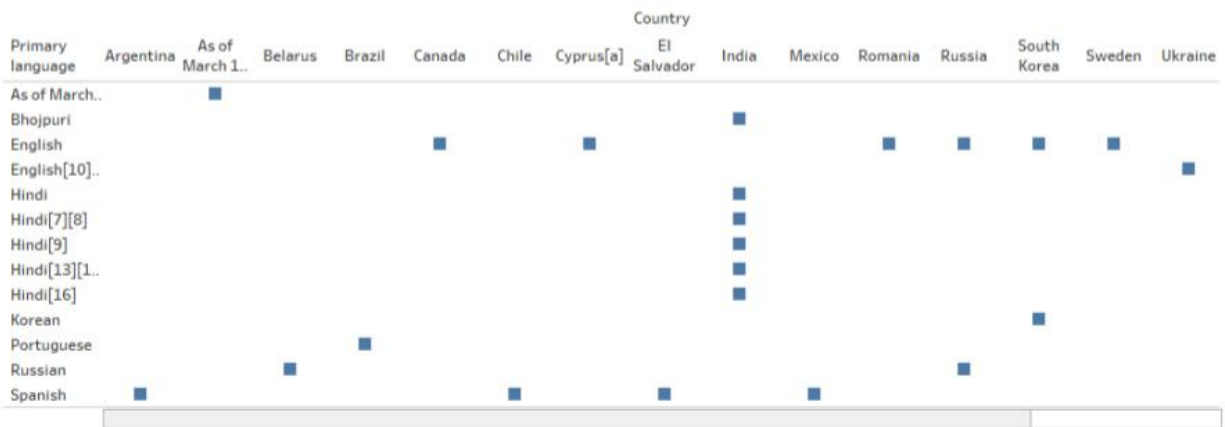 Country
Primary language Argentina As of March 1.. Belarus Brazil Canada Chile Cyprus[a] El Salvador India Mexico Romania Russia South Korea Sweden Ukraine
As of March..
Bhojpuri
English
English[10]..
Hindi
Hindi[7][8]
Hindi[9]
Hindi[13][1..
Hindi[16]
Korean
Portuguese
Russian
Spanish